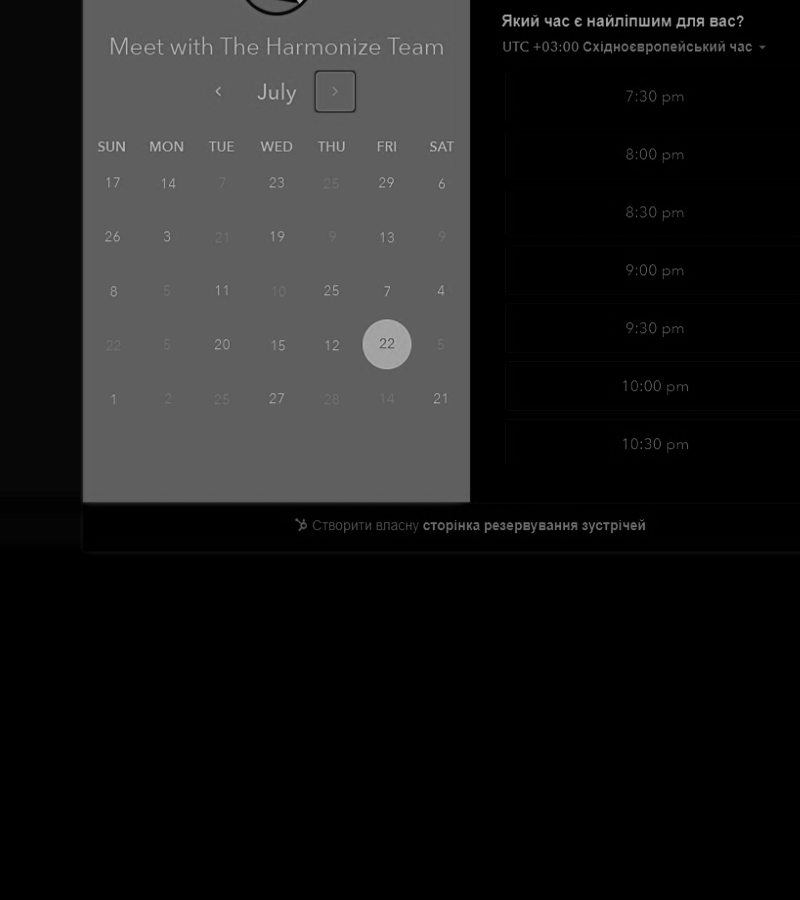 Meet with The Harmonize Team
July
SUN MON TUE WED THU FRI SAT
17 14 7 23 25 29 6
26 3 21 19 9 13 9
8 5 11 10 25 7 4
22 5 20 15 12 22 5
1 2 25 27 28 14 21
Який час є найліпшим для вас?
UTC +03:00 Східноєвропейський час
7:30 pm
8:00 pm
8:30 pm
9:00 pm
9:30 pm
10:00 pm
10:30 pm
Створити власну сторінка резервування зустрічей